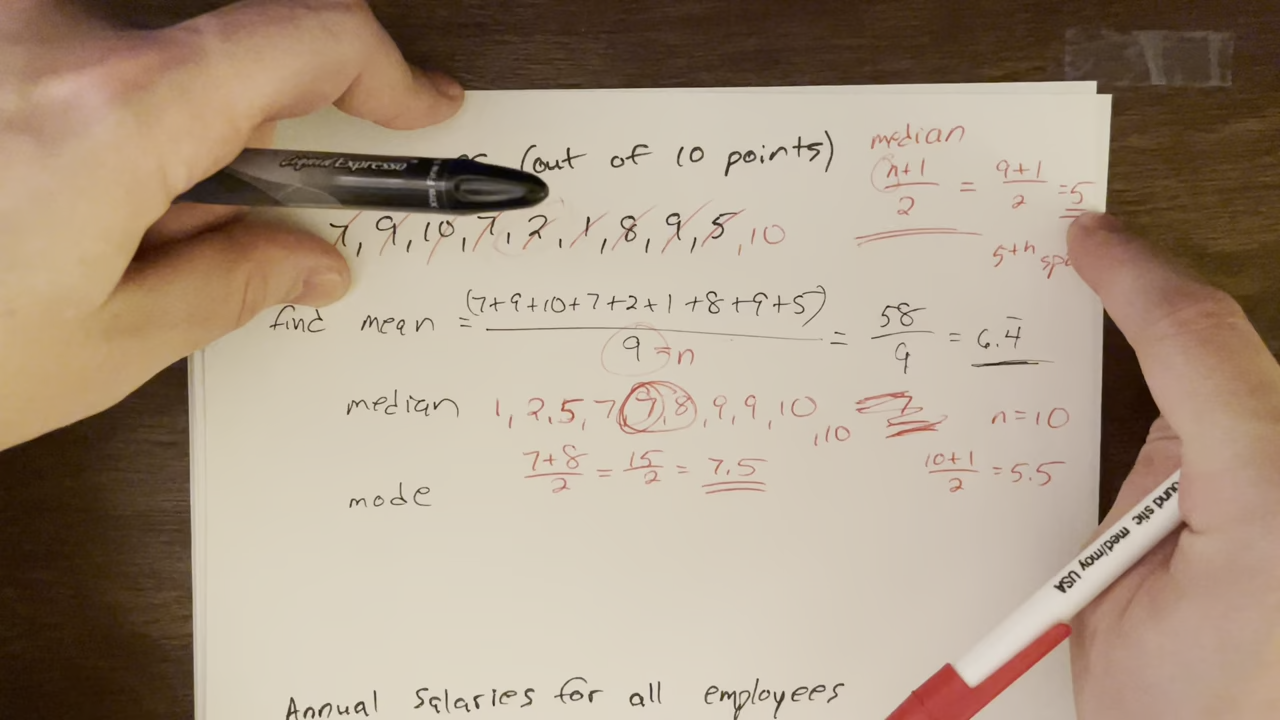 (out of 10 points)
median
n+1/2 = 9+1/2 = 5
5th
7, 9, 10, 7, 2, 1, 8, 9, 5, 10
find mean = (7+9+10+7+2+1+8+9+5)/9 = 58/9 = 6.4̄
= n
median 1, 2, 5, 7, 7, 8, 9, 9, 10, 10 n=10
7+8/2 = 15/2 = 7.5
10+1/2 = 5.5
mode
Annual Salaries for all employees
Liquid Expresso
med/moy USA